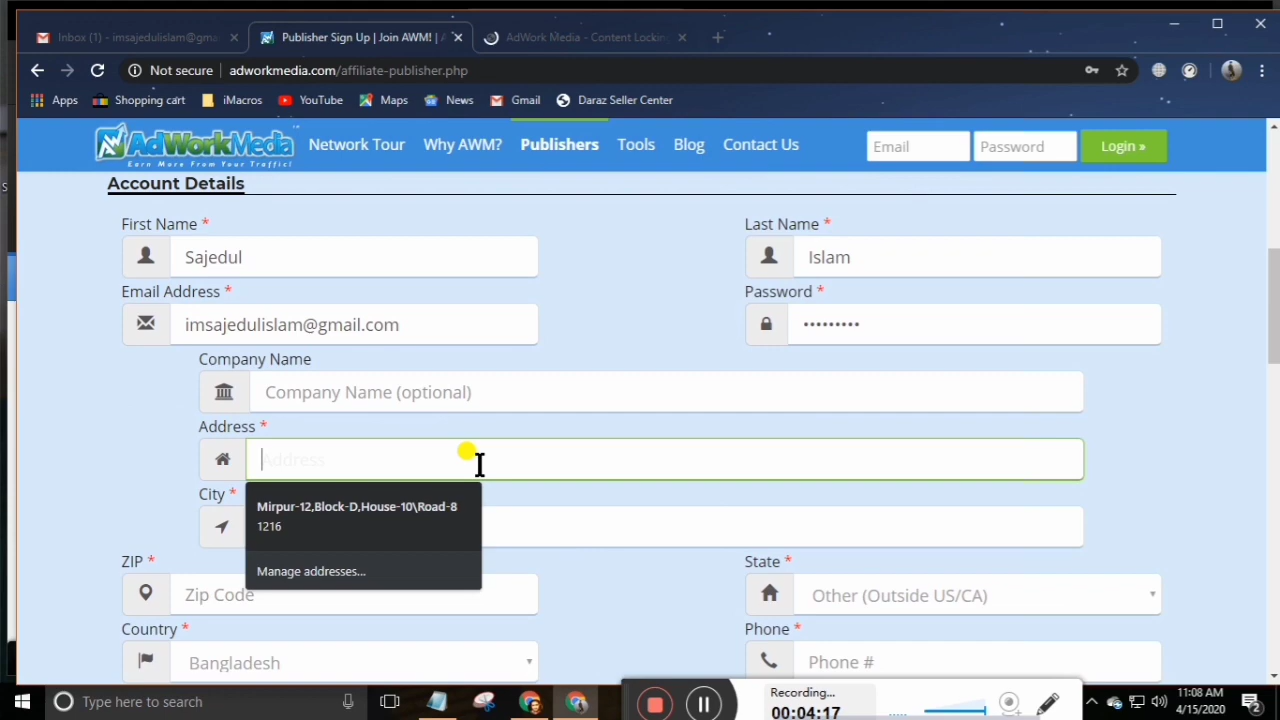 Inbox (1) - imsajedulislam@gma
Publisher Sign Up | Join AWM! | A
AdWork Media - Content Lockin
Not secure adworkmedia.com/affiliate-publisher.php
Apps Shopping cart iMacros YouTube Maps News Gmail Daraz Seller Center
AdWorkMedia
Earn More From Your Traffic!
Network Tour Why AWM? Publishers Tools Blog Contact Us Email Password Login »
Account Details
First Name * Last Name *
Sajedul Islam
Email Address * Password *
imsajedulislam@gmail.com •••••••••
Company Name
Company Name (optional)
Address *
Address
City *
Mirpur-12,Block-D,House-10\Road-8
1216
Manage addresses...
ZIP * State *
Zip Code Other (Outside US/CA)
Country * Phone *
Bangladesh Phone #
Type here to search
Recording...
00:04:17
11:08 AM
4/15/2020
2